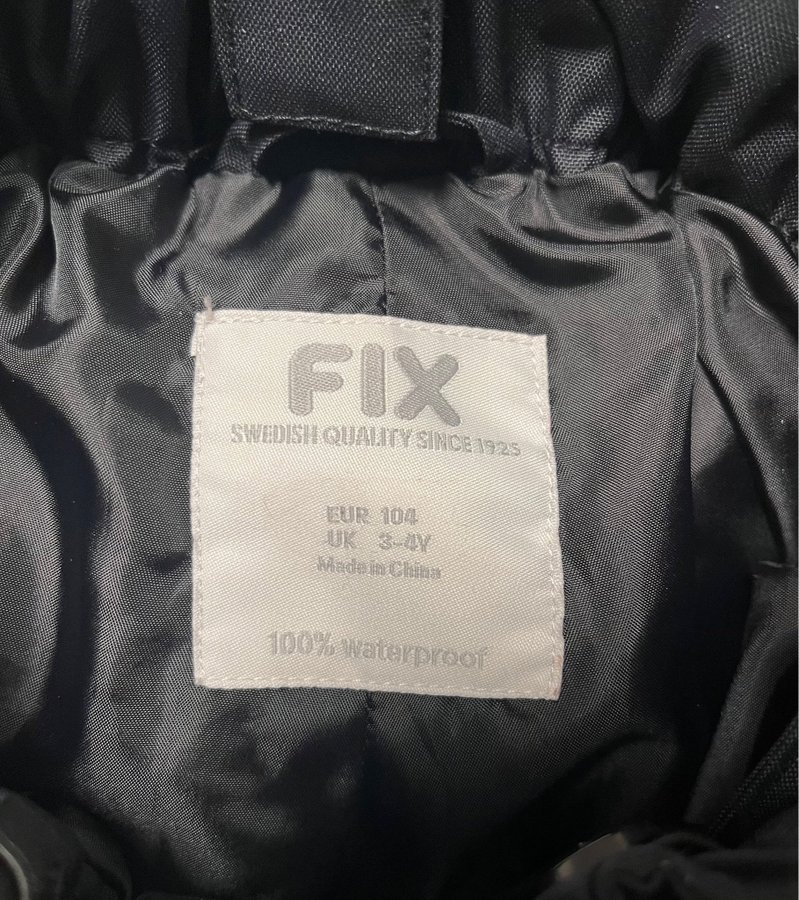 FIX
SWEDISH QUALITY SINCE 1925
EUR 104
UK 3-4Y
Made in China
100% waterproof